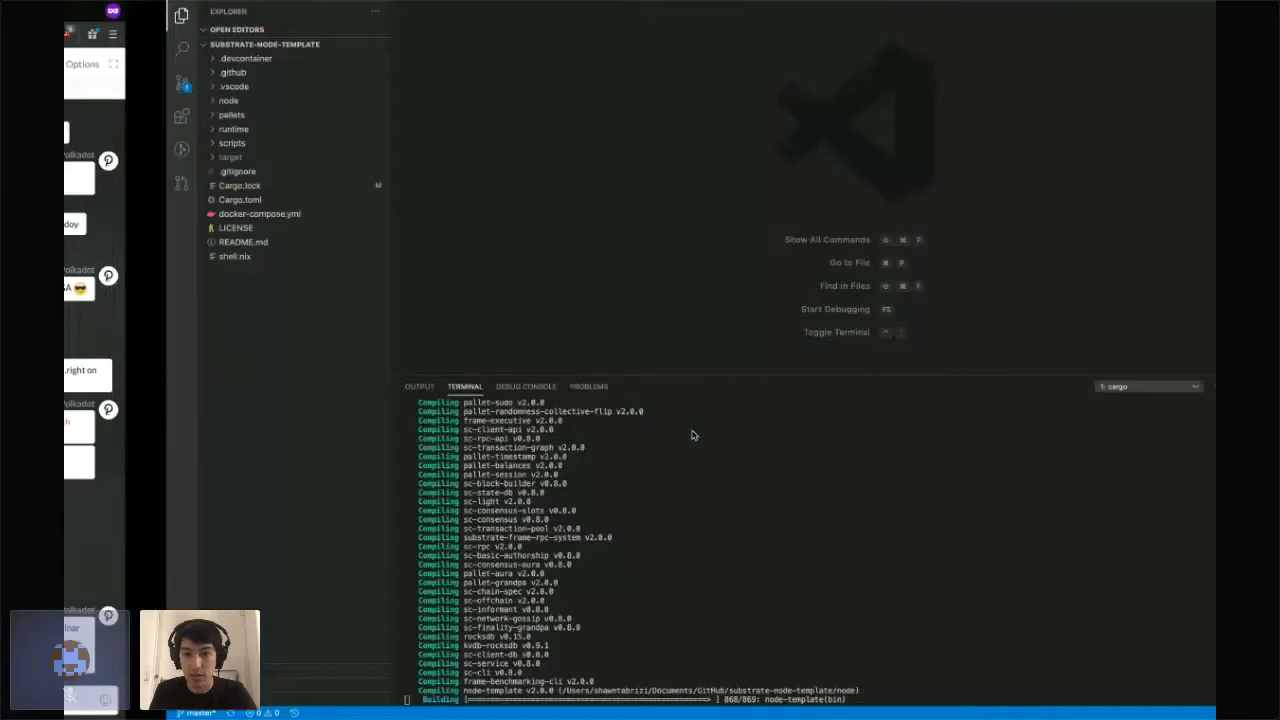 Options
Polkadot
Polkadot
.right on
Polkadot
Polkadot
EXPLORER
OPEN EDITORS
SUBSTRATE-NODE-TEMPLATE
.devcontainer
.github
.vscode
node
pallets
runtime
scripts
target
.gitignore
Cargo.lock M
Cargo.toml
docker-compose.yml
LICENSE
README.md
shell.nix
Show All Commands ⌘ P
Go to File ⌘ P
Find in Files ⌘ F
Start Debugging F5
Toggle Terminal
OUTPUT TERMINAL DEBUG CONSOLE PROBLEMS 1: cargo
Compiling pallet-sudo v2.0.0
Compiling pallet-randomness-collective-flip v2.0.0
Compiling frame-executive v2.0.0
Compiling sc-client-api v2.0.0
Compiling sc-rpc-api v0.8.0
Compiling sc-transaction-graph v2.0.0
Compiling pallet-timestamp v2.0.0
Compiling pallet-balances v2.0.0
Compiling pallet-session v2.0.0
Compiling sc-block-builder v0.8.0
Compiling sc-state-db v0.8.0
Compiling sc-light v2.0.0
Compiling sc-consensus-slots v0.8.0
Compiling sc-consensus v0.8.0
Compiling sc-transaction-pool v2.0.0
Compiling substrate-frame-rpc-system v2.0.0
Compiling sc-rpc v2.0.0
Compiling sc-basic-authorship v0.8.0
Compiling sc-consensus-aura v0.8.0
Compiling pallet-aura v2.0.0
Compiling pallet-grandpa v2.0.0
Compiling sc-chain-spec v2.0.0
Compiling sc-offchain v2.0.0
Compiling sc-informant v0.8.0
Compiling sc-network-gossip v0.8.0
Compiling sc-finality-grandpa v0.8.0
Compiling rocksdb v0.15.0
Compiling kvdb-rocksdb v0.9.1
Compiling sc-client-db v0.8.0
Compiling sc-service v0.8.0
Compiling sc-cli v0.8.0
Compiling frame-benchmarking-cli v2.0.0
Compiling node-template v2.0.0 (/Users/shawntabrizi/Documents/GitHub/substrate-node-template/node)
Building [=====================================================> ] 868/869: node-template(bin)
master* 0 0